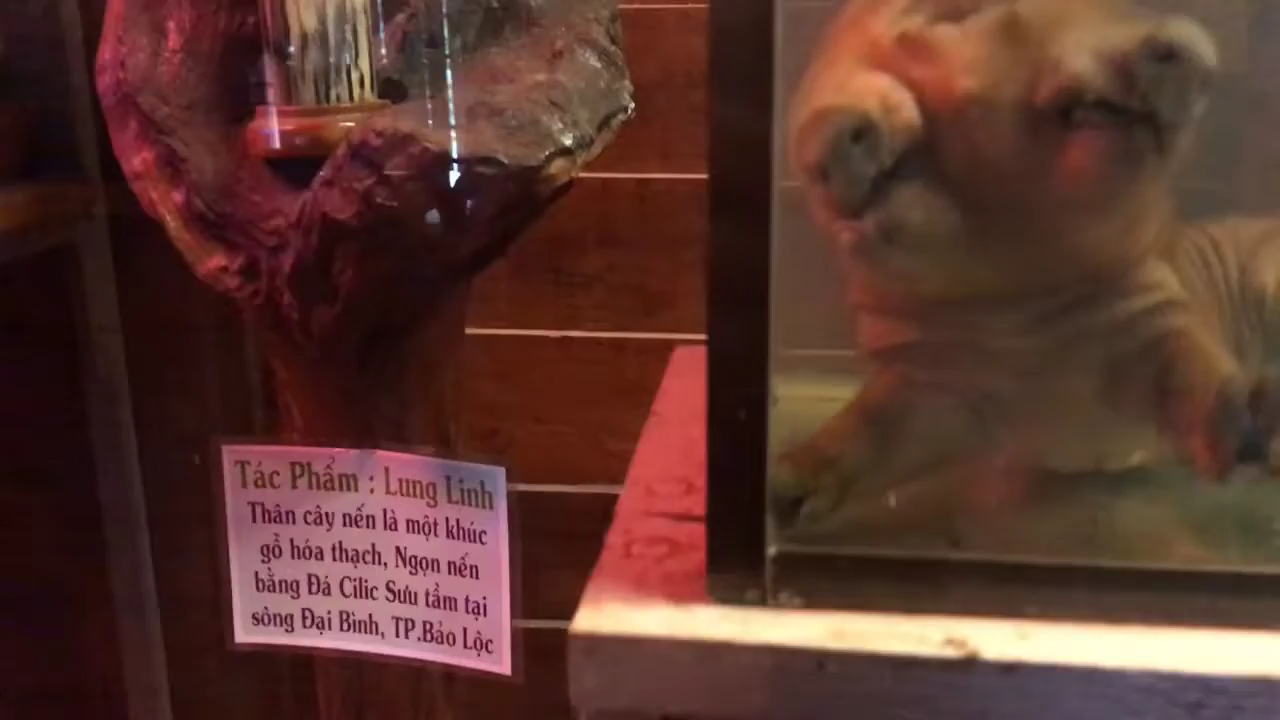 Tác Phẩm : Lung Linh
Thân cây nến là một khúc
gỗ hóa thạch, Ngọn nến
bằng Đá Cilic Sưu tầm tại
sông Đại Bình, TP.Bảo Lộc